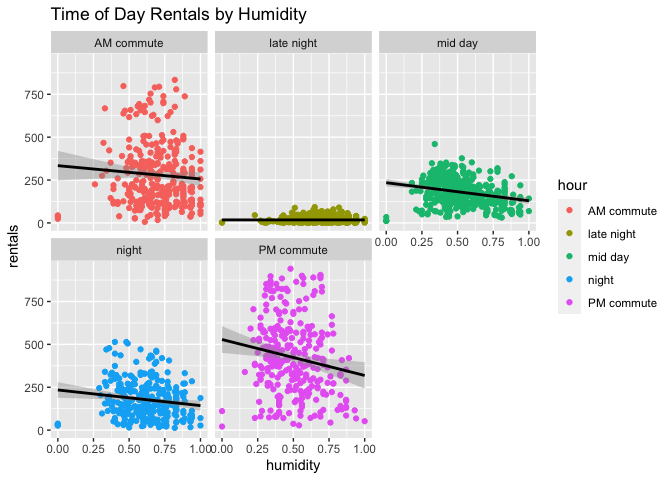 Time of Day Rentals by Humidity
AM commute
late night
mid day
750
500
250
0
0.00 0.25 0.50 0.75 1.00
rentals
night
PM commute
750
500
250
0
0.00 0.25 0.50 0.75 1.00
0.00 0.25 0.50 0.75 1.00
humidity
hour
AM commute
late night
mid day
night
PM commute